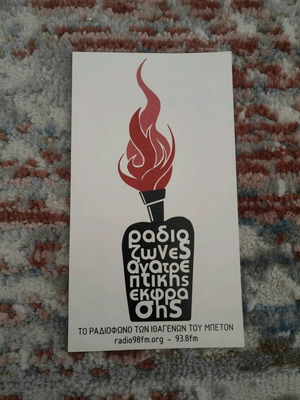 ραδιο
ζωνες
ανατρε
πτικης
εκφρα
σης
ΤΟ ΡΑΔΙΟΦΩΝΟ ΤΩΝ ΙΘΑΓΕΝΩΝ ΤΟΥ ΜΠΕΤΟΝ
radio98fm.org - 93.8fm